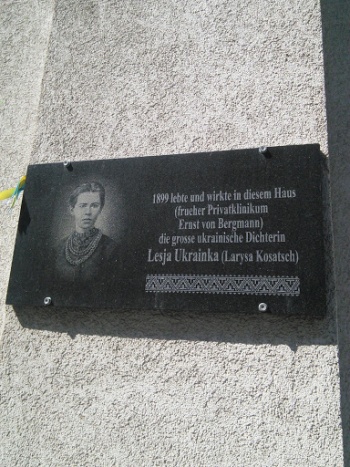 1899 lebte und wirkte in diesem Haus
(frucher Privatklinikum
Ernst von Bergmann)
die grosse ukrainische Dichterin
Lesja Ukrainka (Larysa Kosatsch)